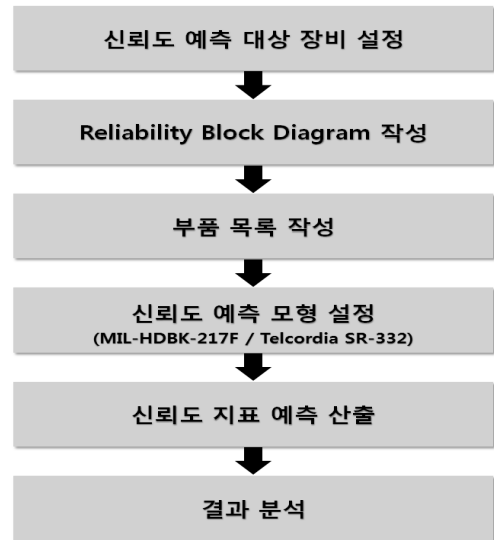 신뢰도 예측 대상 장비 설정
Reliability Block Diagram 작성
부품 목록 작성
신뢰도 예측 모형 설정
(MIL-HDBK-217F / Telcordia SR-332)
신뢰도 지표 예측 산출
결과 분석